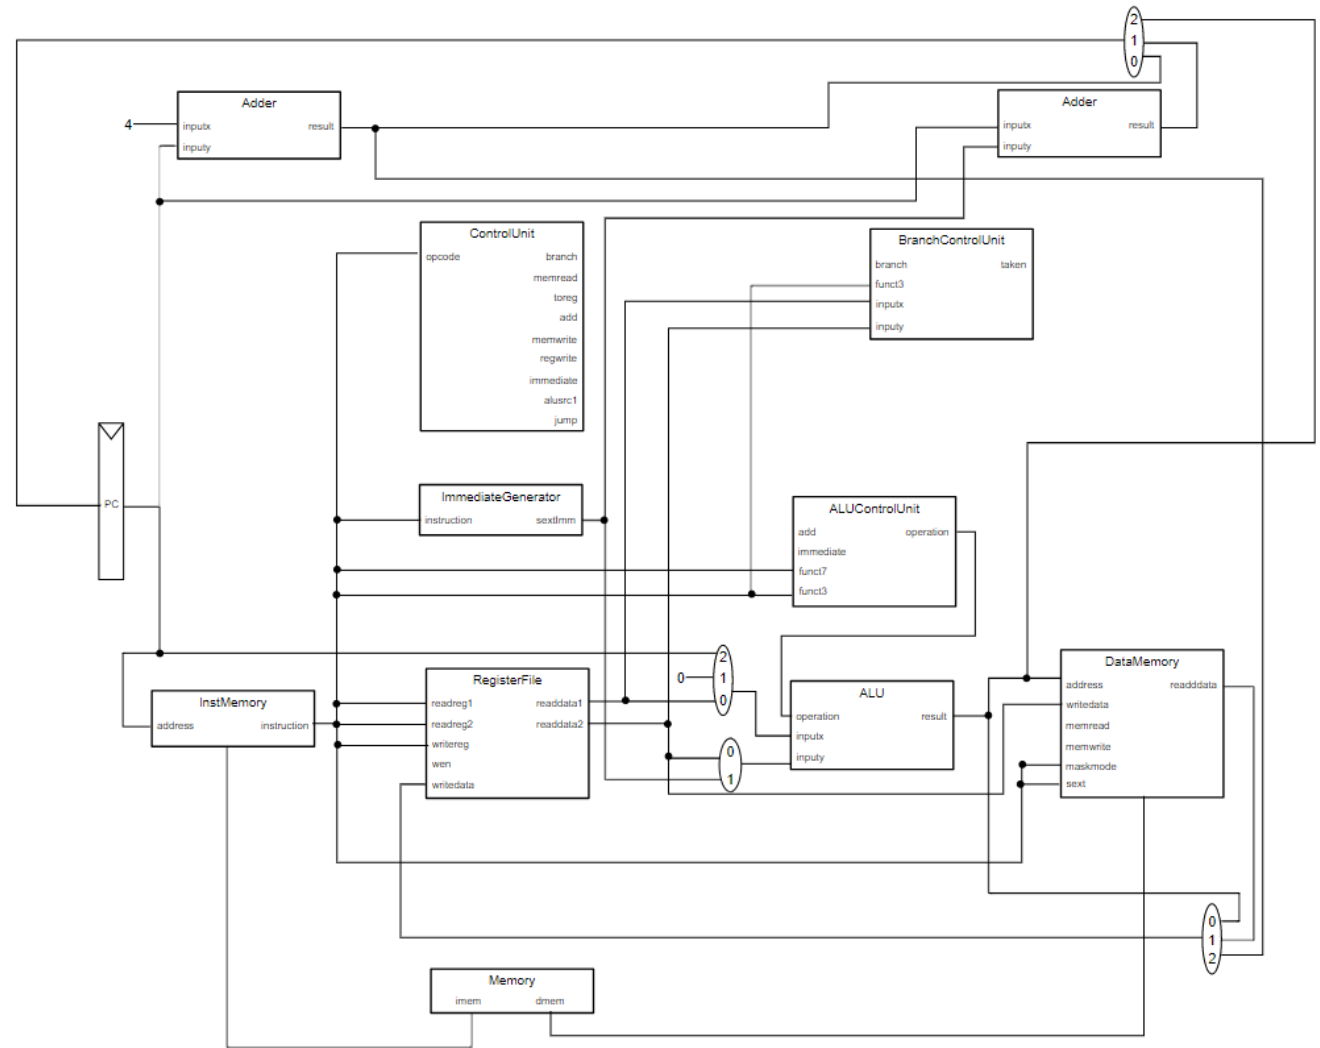 2
1
0
Adder
4
inputx result
inputy
Adder
inputx result
inputy
ControlUnit
opcode branch
memread
toreg
add
memwrite
regwrite
immediate
alusrc1
jump
BranchControlUnit
branch taken
funct3
inputx
inputy
PC
ImmediateGenerator
instruction sextImm
ALUControlUnit
add operation
immediate
funct7
funct3
InstMemory
address instruction
RegisterFile
readreg1 readdata1
readreg2 readdata2
writereg
wen
writedata
2
0 1
0
0
1
ALU
operation result
inputx
inputy
DataMemory
address readddata
writedata
memread
memwrite
maskmode
sext
0
1
2
Memory
imem dmem